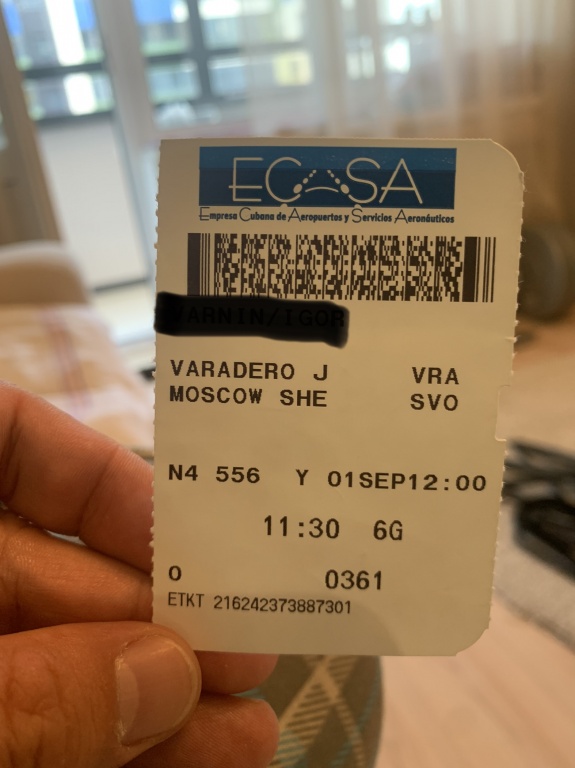 ECASA
Empresa Cubana de Aeropuertos y Servicios Aeronáuticos
VARADERO J VRA
MOSCOW SHE SVO
N4 556 Y 01SEP12:00
11:30 6G
0 0361
ETKT 216242373887301